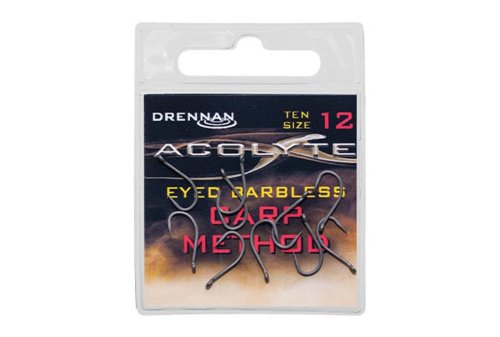 DRENNAN
TEN
SIZE 12
ACOLYTE
EYED BARBLESS
CARP
METHOD